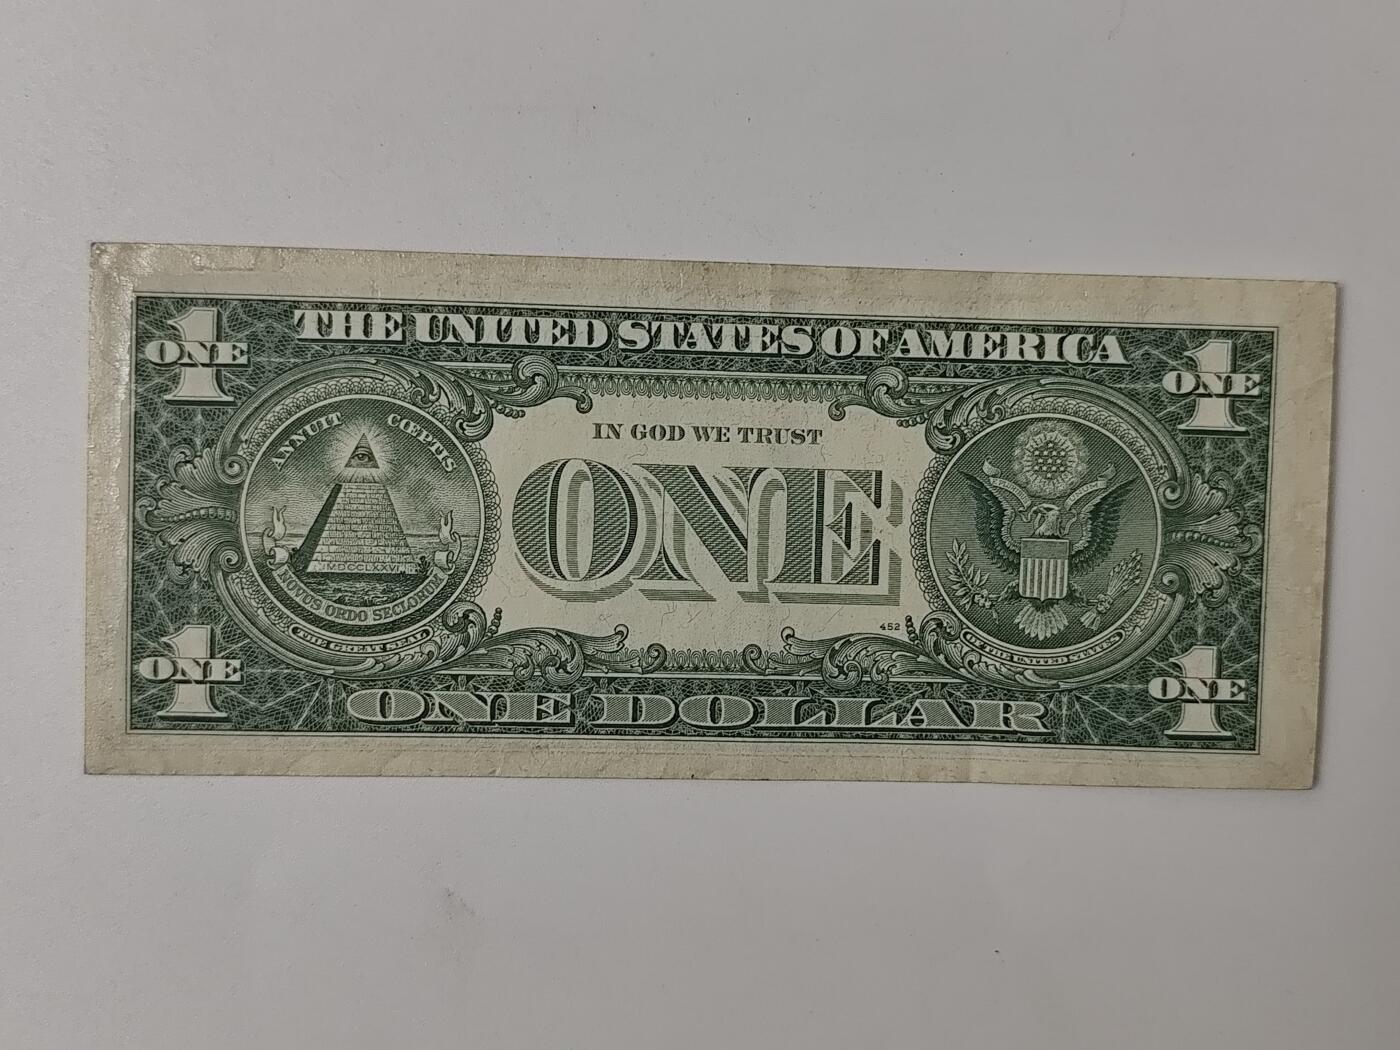 THE UNITED STATES OF AMERICA
1
ONE
1
ONE
ANNUIT CŒPTIS
MDCCLXXVI
NOVUS ORDO SECLORUM
THE GREAT SEAL
IN GOD WE TRUST
ONE
452
OF THE UNITED STATES
1
ONE
1
ONE
ONE DOLLAR